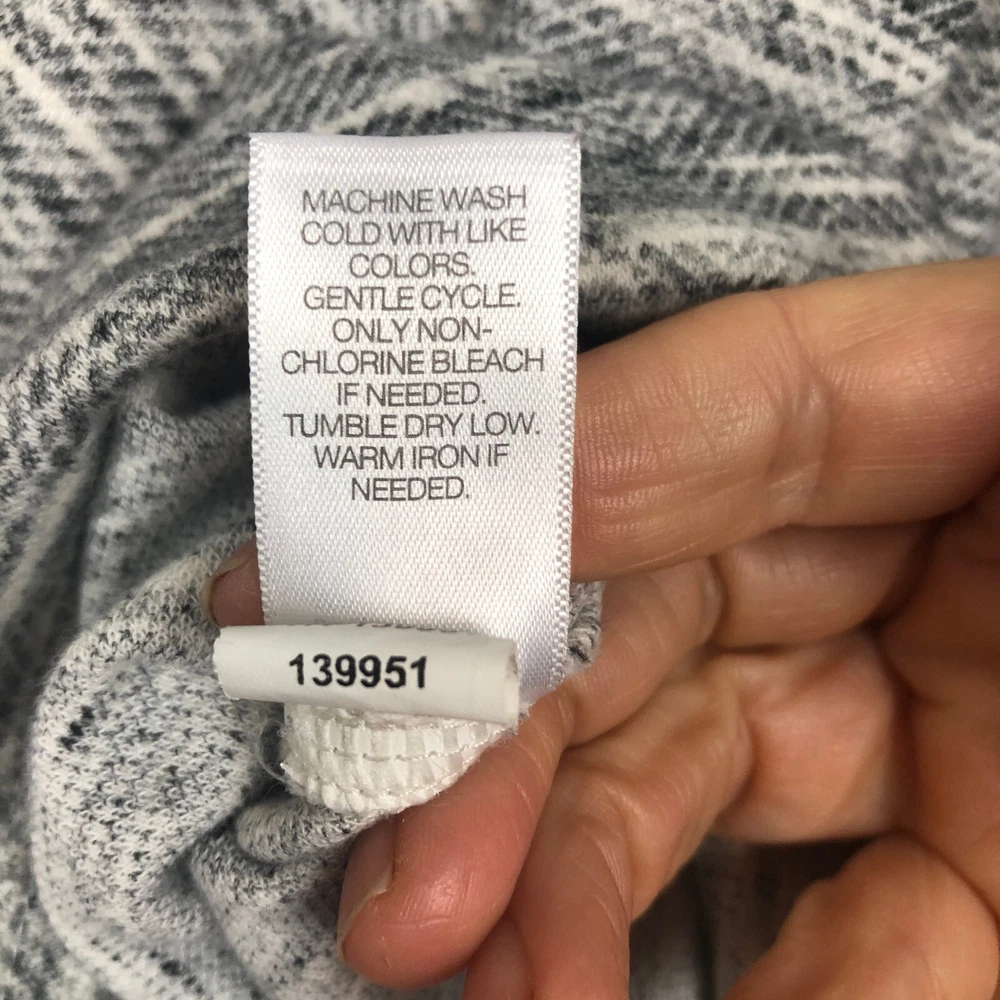 MACHINE WASH
COLD WITH LIKE
COLORS.
GENTLE CYCLE.
ONLY NON-
CHLORINE BLEACH
IF NEEDED.
TUMBLE DRY LOW.
WARM IRON IF
NEEDED.
139951